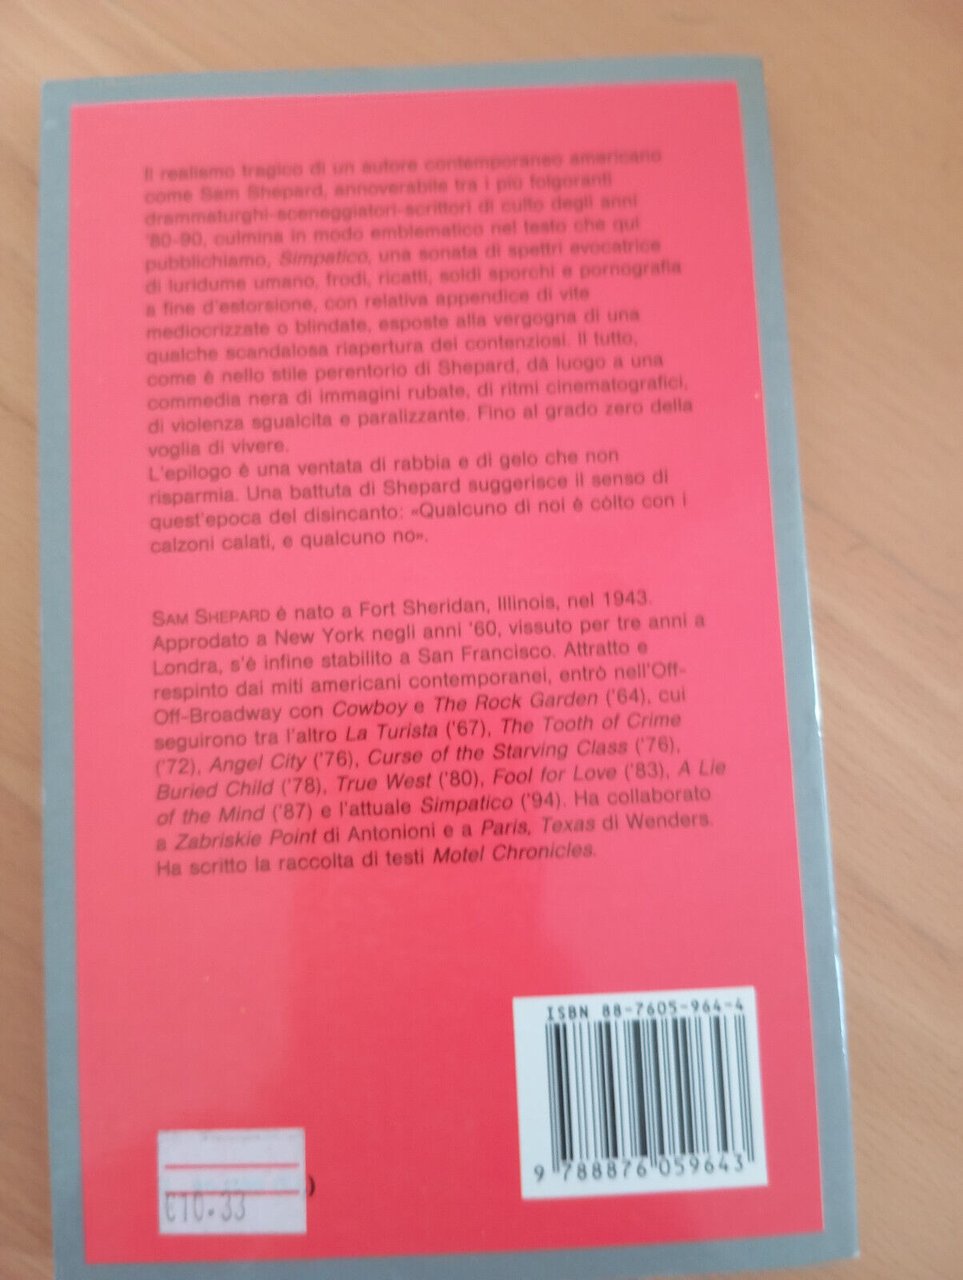 Il realismo tragico di un autore contemporaneo americano
come Sam Shepard, annoverabile tra i più folgoranti
drammaturghi-sceneggiatori-scrittori di culto degli anni
'80-90, culmina in modo emblematico nel testo che qui
pubblichiamo, Simpatico, una sonata di spettri evocatrice
di luridume umano, frodi, ricatti, soldi sporchi e pornografia
a fine d'estorsione, con relativa appendice di vite
mediocrizzate o blindate, esposte alla vergogna di una
qualche scandalosa riapertura dei contenziosi. Il tutto,
come è nello stile perentorio di Shepard, dà luogo a una
commedia nera di immagini rubate, di ritmi cinematografici,
di violenza sgualcita e paralizzante. Fino al grado zero della
voglia di vivere.
L'epilogo è una ventata di rabbia e di gelo che non
risparmia. Una battuta di Shepard suggerisce il senso di
quest'epoca del disincanto: «Qualcuno di noi è còlto con i
calzoni calati, e qualcuno no».
SAM SHEPARD è nato a Fort Sheridan, Illinois, nel 1943.
Approdato a New York negli anni '60, vissuto per tre anni a
Londra, s'è infine stabilito a San Francisco. Attratto e
respinto dai miti americani contemporanei, entrò nell'Off-
Off-Broadway con Cowboy e The Rock Garden ('64), cui
seguirono tra l'altro La Turista ('67), The Tooth of Crime
('72), Angel City ('76), Curse of the Starving Class ('76),
Buried Child ('78), True West ('80), Fool for Love ('83), A Lie
of the Mind ('87) e l'attuale Simpatico ('94). Ha collaborato
a Zabriskie Point di Antonioni e a Paris, Texas di Wenders.
Ha scritto la raccolta di testi Motel Chronicles.
ISBN 88-7605-964-4
9 788876 059643
)
€10.33